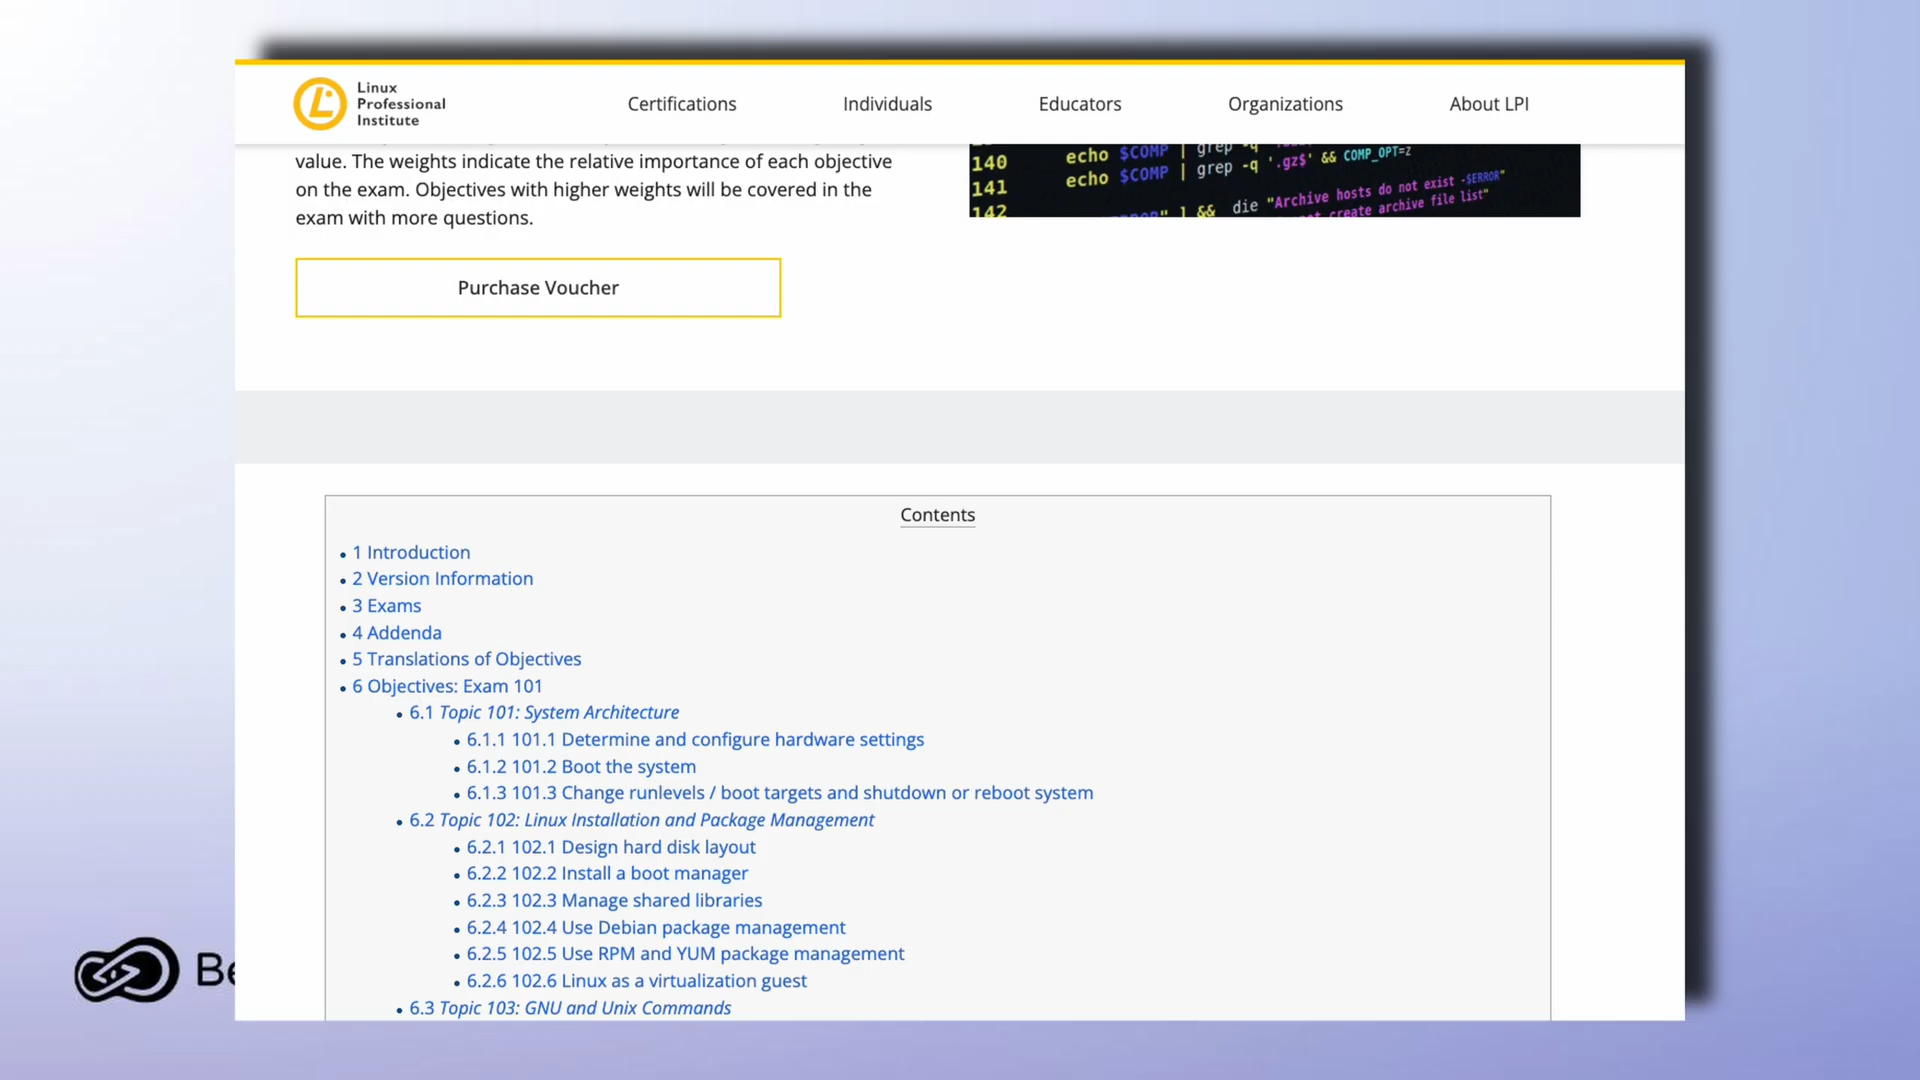 Linux
Professional
Institute
Certifications
Individuals
Educators
Organizations
About LPI
value. The weights indicate the relative importance of each objective
on the exam. Objectives with higher weights will be covered in the
exam with more questions.
140 echo $COMP | grep -q
141 echo $COMP | grep -q '.gz$' && COMP_OPT=z
142 ] && die "Archive hosts do not exist -$ERROR"
create archive file list"
Purchase Voucher
Contents
1 Introduction
2 Version Information
3 Exams
4 Addenda
5 Translations of Objectives
6 Objectives: Exam 101
6.1 Topic 101: System Architecture
6.1.1 101.1 Determine and configure hardware settings
6.1.2 101.2 Boot the system
6.1.3 101.3 Change runlevels / boot targets and shutdown or reboot system
6.2 Topic 102: Linux Installation and Package Management
6.2.1 102.1 Design hard disk layout
6.2.2 102.2 Install a boot manager
6.2.3 102.3 Manage shared libraries
6.2.4 102.4 Use Debian package management
6.2.5 102.5 Use RPM and YUM package management
6.2.6 102.6 Linux as a virtualization guest
6.3 Topic 103: GNU and Unix Commands